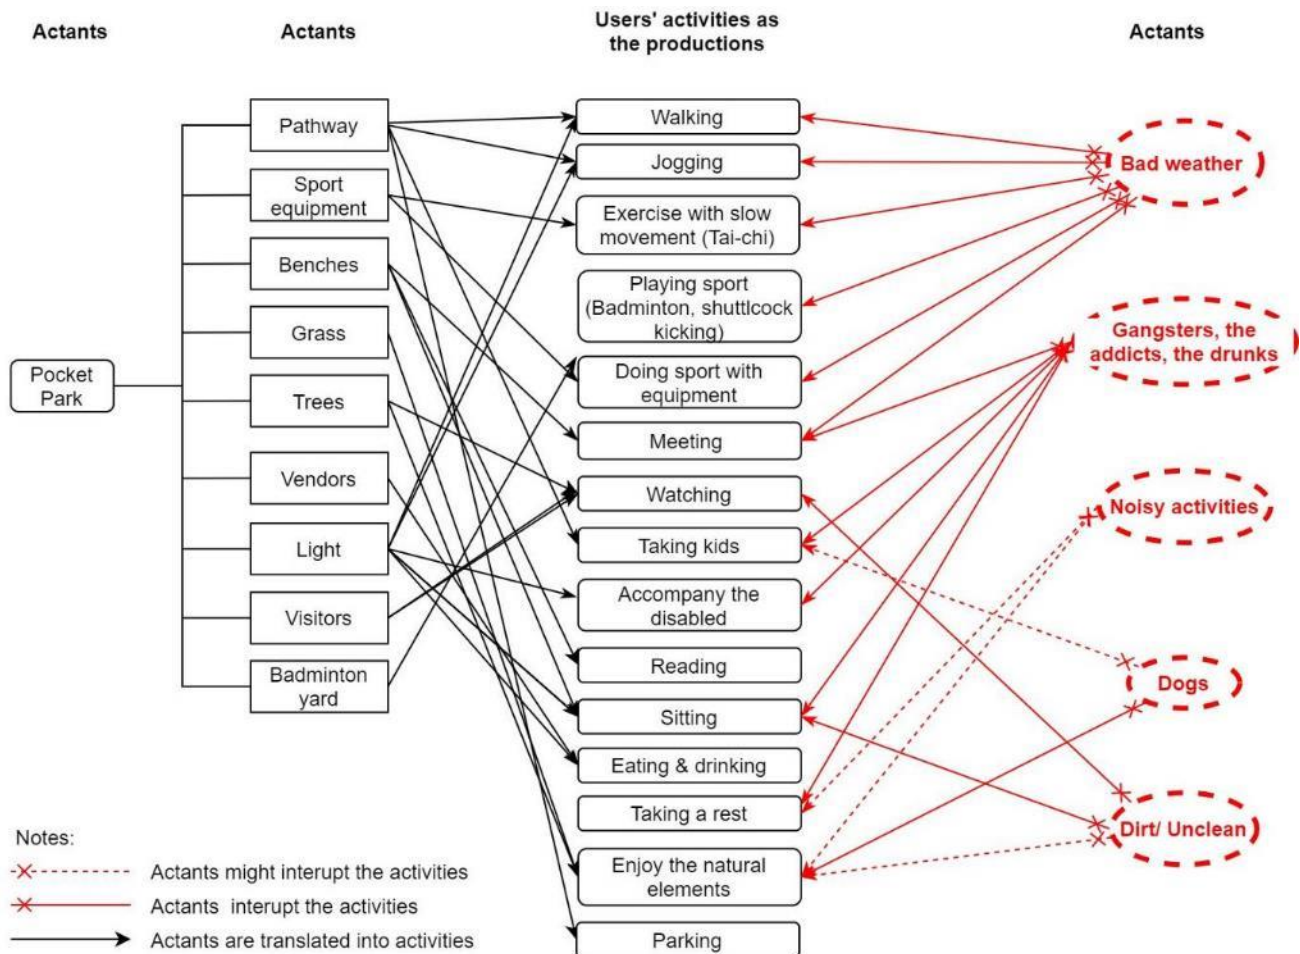 Actants
Actants
Users' activities as
the productions
Actants
Pocket
Park
Pathway
Sport
equipment
Benches
Grass
Trees
Vendors
Light
Visitors
Badminton
yard
Walking
Jogging
Exercise with slow
movement (Tai-chi)
Playing sport
(Badminton, shuttlcock
kicking)
Doing sport with
equipment
Meeting
Watching
Taking kids
Accompany the
disabled
Reading
Sitting
Eating & drinking
Taking a rest
Enjoy the natural
elements
Parking
Bad weather
Gangsters, the
addicts, the drunks
Noisy activities
Dogs
Dirt/ Unclean
Notes:
Actants might interupt the activities
Actants interupt the activities
Actants are translated into activities